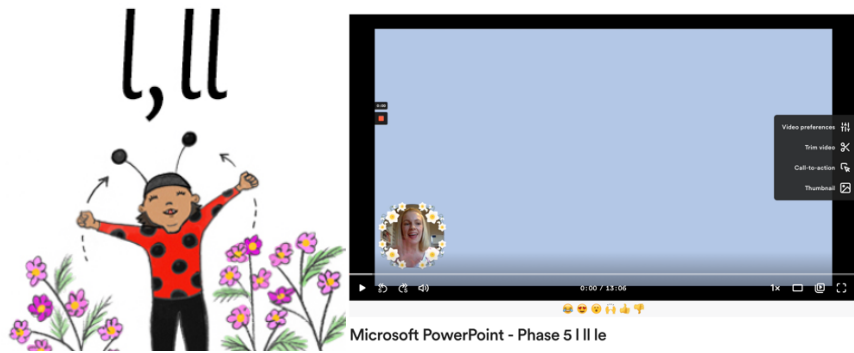 l, ll
0:00
Video preferences
Trim video
Call-to-action
Thumbnail
0:00 / 13:06
1x
Microsoft PowerPoint - Phase 5 l ll le